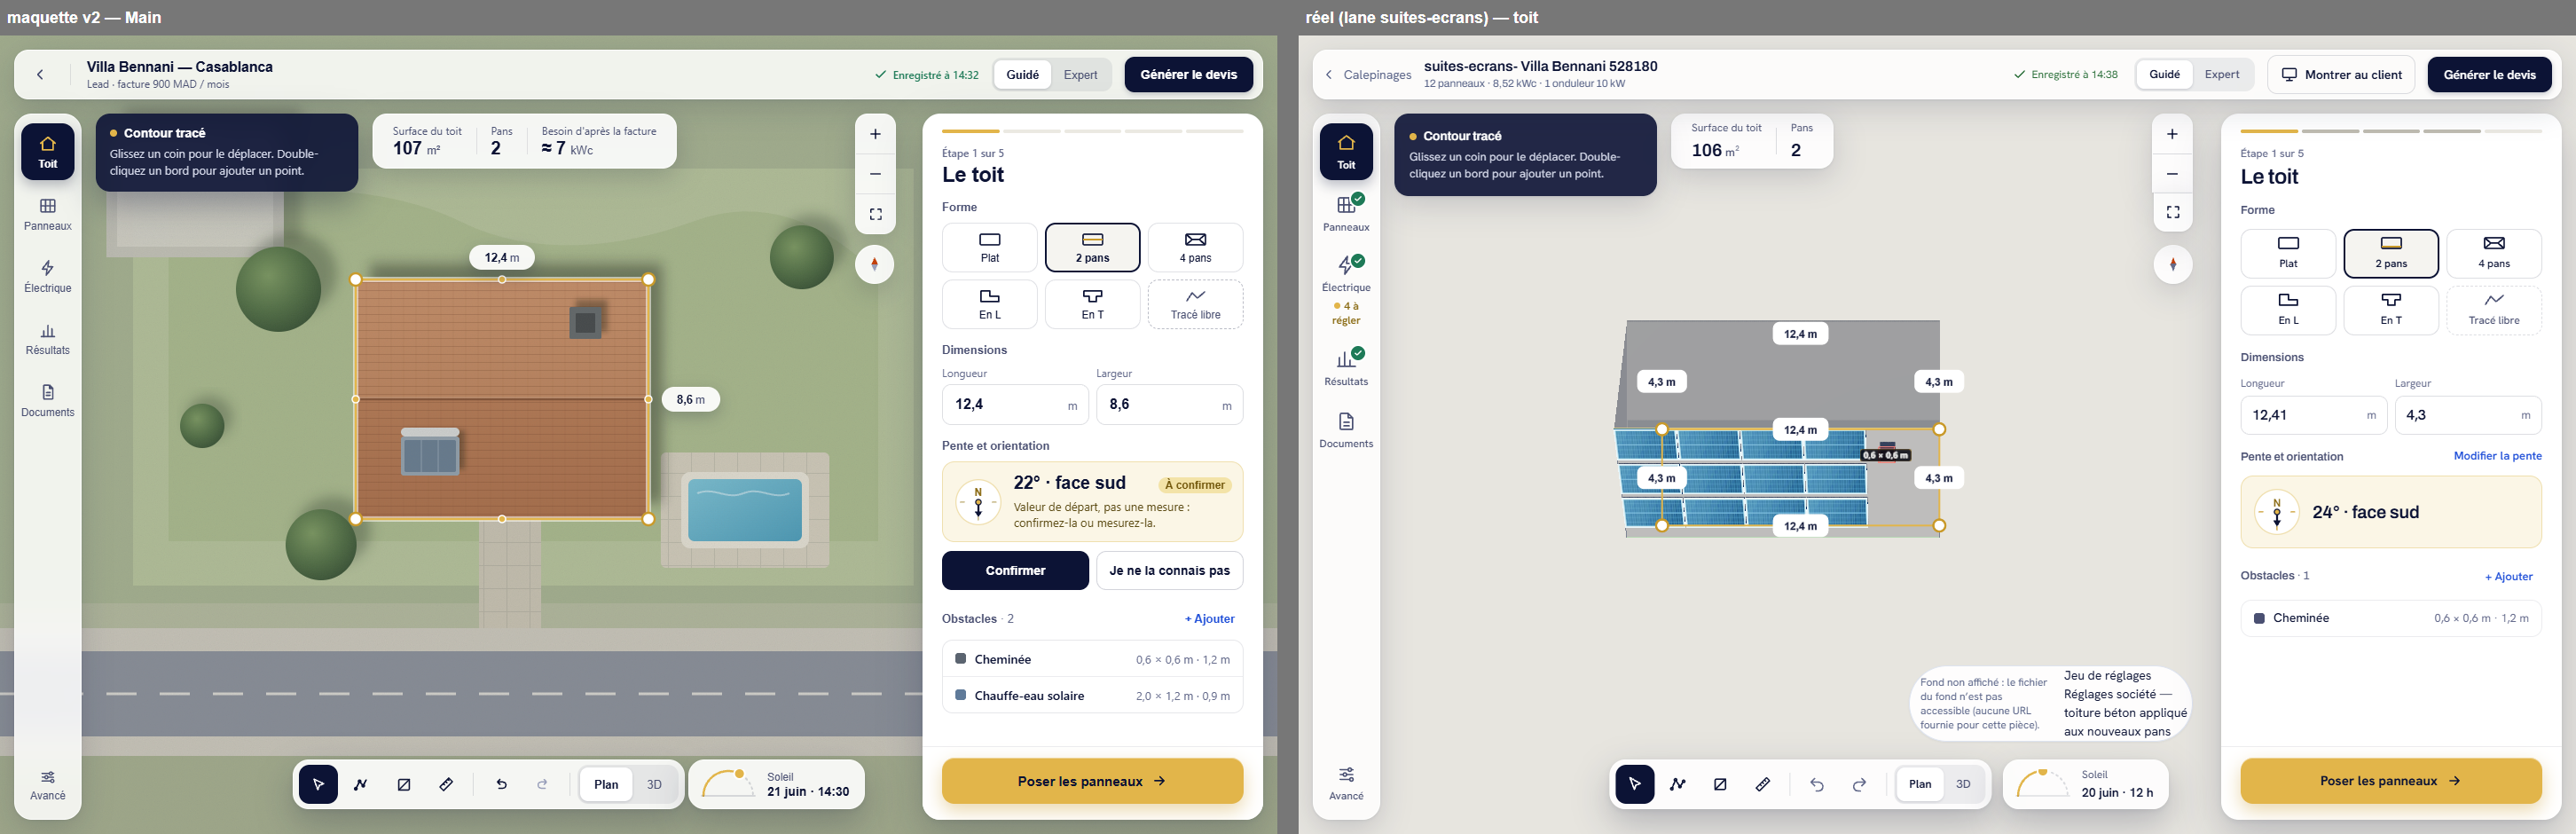 maquette v2 — Main
Villa Bennani — Casablanca
Lead · facture 900 MAD / mois
Enregistré à 14:32
Guidé
Expert
Générer le devis
Toit
Panneaux
Électrique
Résultats
Documents
Avancé
Contour tracé
Glissez un coin pour le déplacer. Double-
cliquez un bord pour ajouter un point.
Surface du toit
107 m²
Pans
2
Besoin d'après la facture
≈ 7 kWc
12,4 m
8,6 m
Étape 1 sur 5
Le toit
Forme
Plat
2 pans
4 pans
En L
En T
Tracé libre
Dimensions
Longueur
Largeur
12,4 m
8,6 m
Pente et orientation
N
22° · face sud
À confirmer
Valeur de départ, pas une mesure :
confirmez-la ou mesurez-la.
Confirmer
Je ne la connais pas
Obstacles · 2
+ Ajouter
Cheminée
0,6 × 0,6 m · 1,2 m
Chauffe-eau solaire
2,0 × 1,2 m · 0,9 m
Poser les panneaux →
Plan
3D
Soleil
21 juin · 14:30
réel (lane suites-ecrans) — toit
Calepinages
suites-ecrans- Villa Bennani 528180
12 panneaux · 8,52 kWc · 1 onduleur 10 kW
Enregistré à 14:38
Guidé
Expert
Montrer au client
Générer le devis
Toit
Panneaux
Électrique
4 à
régler
Résultats
Documents
Avancé
Contour tracé
Glissez un coin pour le déplacer. Double-
cliquez un bord pour ajouter un point.
Surface du toit
106 m²
Pans
2
12,4 m
4,3 m
4,3 m
12,4 m
0,6 × 0,6 m
4,3 m
4,3 m
12,4 m
Fond non affiché : le fichier
du fond n'est pas
accessible (aucune URL
fournie pour cette pièce).
Jeu de réglages
Réglages société —
toiture béton appliqué
aux nouveaux pans
Plan
3D
Soleil
20 juin · 12 h
Étape 1 sur 5
Le toit
Forme
Plat
2 pans
4 pans
En L
En T
Tracé libre
Dimensions
Longueur
Largeur
12,41 m
4,3 m
Pente et orientation
Modifier la pente
N
24° · face sud
Obstacles · 1
+ Ajouter
Cheminée
0,6 × 0,6 m · 1,2 m
Poser les panneaux →